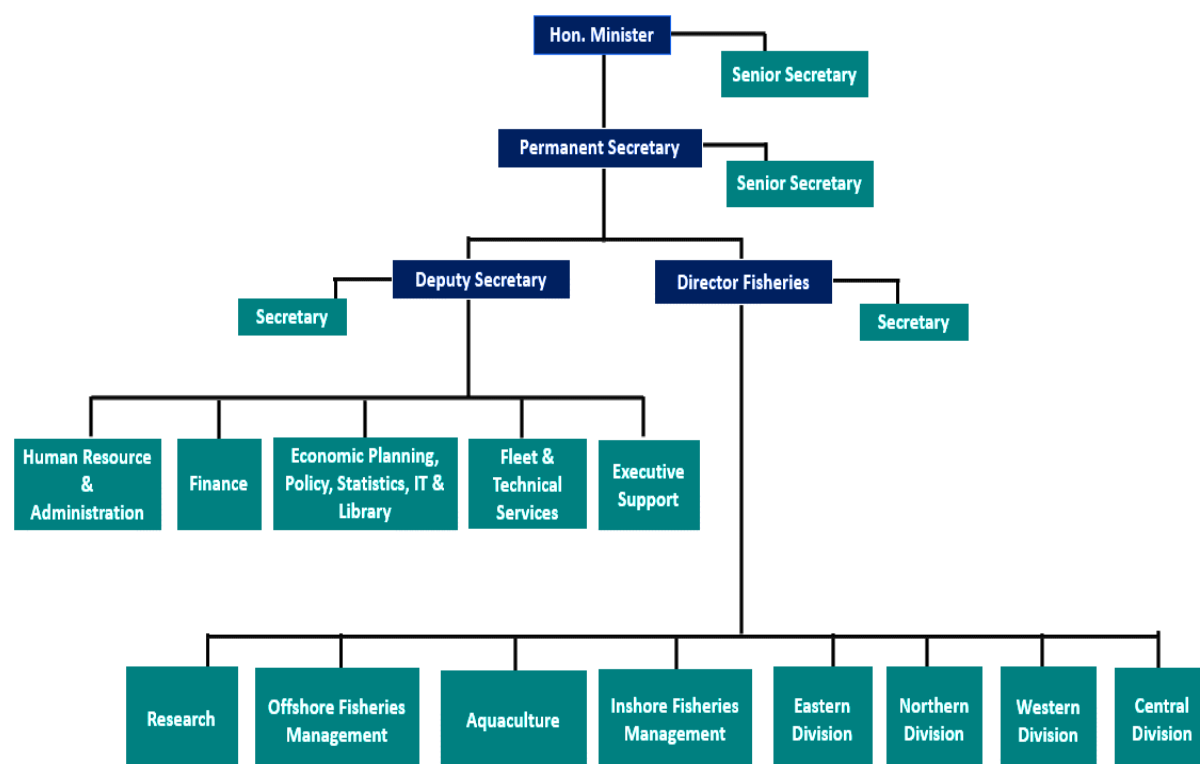 Hon. Minister
Senior Secretary
Permanent Secretary
Senior Secretary
Deputy Secretary
Director Fisheries
Secretary
Secretary
Human Resource
&
Administration
Finance
Economic Planning,
Policy, Statistics, IT &
Library
Fleet &
Technical
Services
Executive
Support
Research
Offshore Fisheries
Management
Aquaculture
Inshore Fisheries
Management
Eastern
Division
Northern
Division
Western
Division
Central
Division